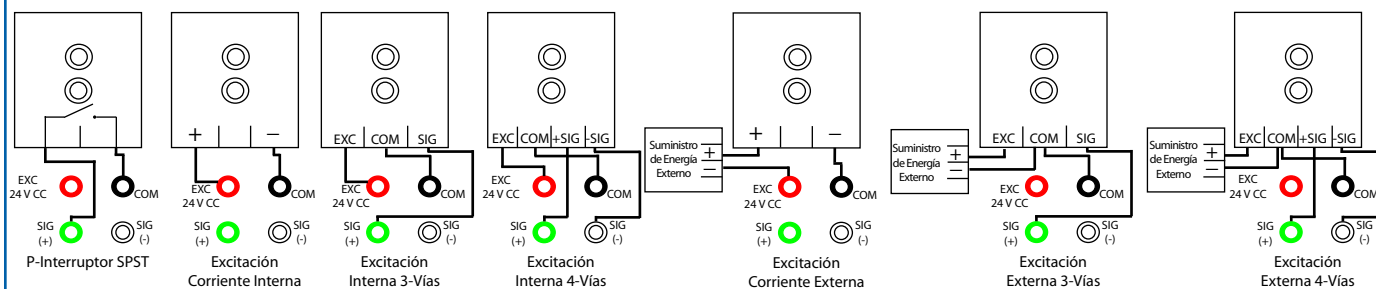 EXC
24 V CC
COM
SIG
(+)
SIG
(-)
P-Interruptor SPST
+
−
EXC
24 V CC
COM
SIG
(+)
SIG
(-)
Excitación
Corriente Interna
EXC COM SIG
EXC
24 V CC
COM
SIG
(+)
SIG
(-)
Excitación
Interna 3-Vías
EXC COM +SIG -SIG
EXC
24 V CC
COM
SIG
(+)
SIG
(-)
Excitación
Interna 4-Vías
Suministro
de Energía
Externo
+
−
+
−
EXC
24 V CC
COM
SIG
(+)
SIG
(-)
Excitación
Corriente Externa
Suministro
de Energía
Externo
+
−
EXC COM SIG
EXC
24 V CC
COM
SIG
(+)
SIG
(-)
Excitación
Externa 3-Vías
Suministro
de Energía
Externo
+
−
EXC COM +SIG -SIG
EXC
24 V CC
COM
SIG
(+)
SIG
(-)
Excitación
Externa 4-Vías